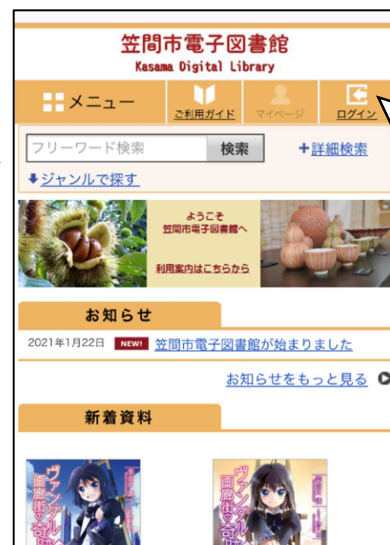 笠間市電子図書館
Kasama Digital Library
メニュー
ご利用ガイド
マイページ
ログイン
フリーワード検索
検索
+詳細検索
ジャンルで探す
ようこそ
笠間市電子図書館へ
利用案内はこちらから
お知らせ
2021年1月22日 NEW! 笠間市電子図書館が始まりました
お知らせをもっと見る
新着資料